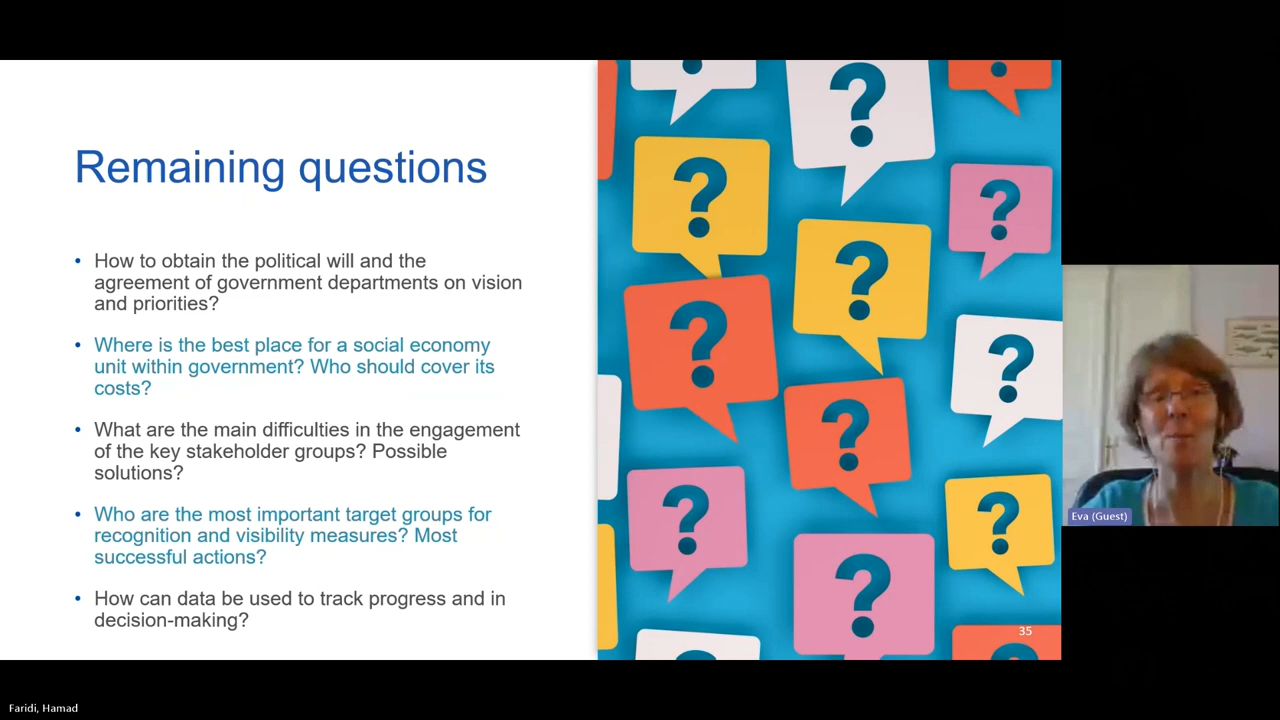 Remaining questions
• How to obtain the political will and the
agreement of government departments on vision
and priorities?
• Where is the best place for a social economy
unit within government? Who should cover its
costs?
• What are the main difficulties in the engagement
of the key stakeholder groups? Possible
solutions?
• Who are the most important target groups for
recognition and visibility measures? Most
successful actions?
• How can data be used to track progress and in
decision-making?
? ? ? ? ? ? ? ? ? ? ? ?
35
Eva (Guest)
Faridi, Hamad